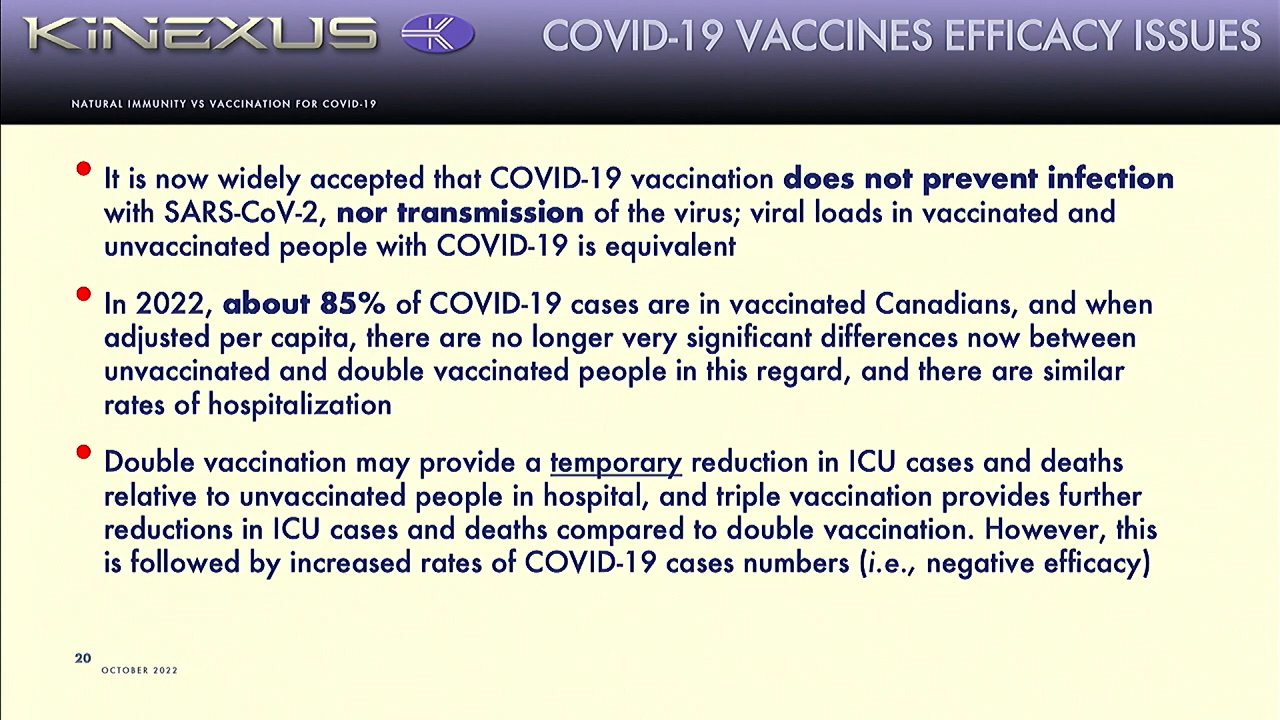 KiNEXUS
COVID-19 VACCINES EFFICACY ISSUES
NATURAL IMMUNITY VS VACCINATION FOR COVID-19
• It is now widely accepted that COVID-19 vaccination does not prevent infection
with SARS-CoV-2, nor transmission of the virus; viral loads in vaccinated and
unvaccinated people with COVID-19 is equivalent
• In 2022, about 85% of COVID-19 cases are in vaccinated Canadians, and when
adjusted per capita, there are no longer very significant differences now between
unvaccinated and double vaccinated people in this regard, and there are similar
rates of hospitalization
• Double vaccination may provide a temporary reduction in ICU cases and deaths
relative to unvaccinated people in hospital, and triple vaccination provides further
reductions in ICU cases and deaths compared to double vaccination. However, this
is followed by increased rates of COVID-19 cases numbers (i.e., negative efficacy)
20
OCTOBER 2022